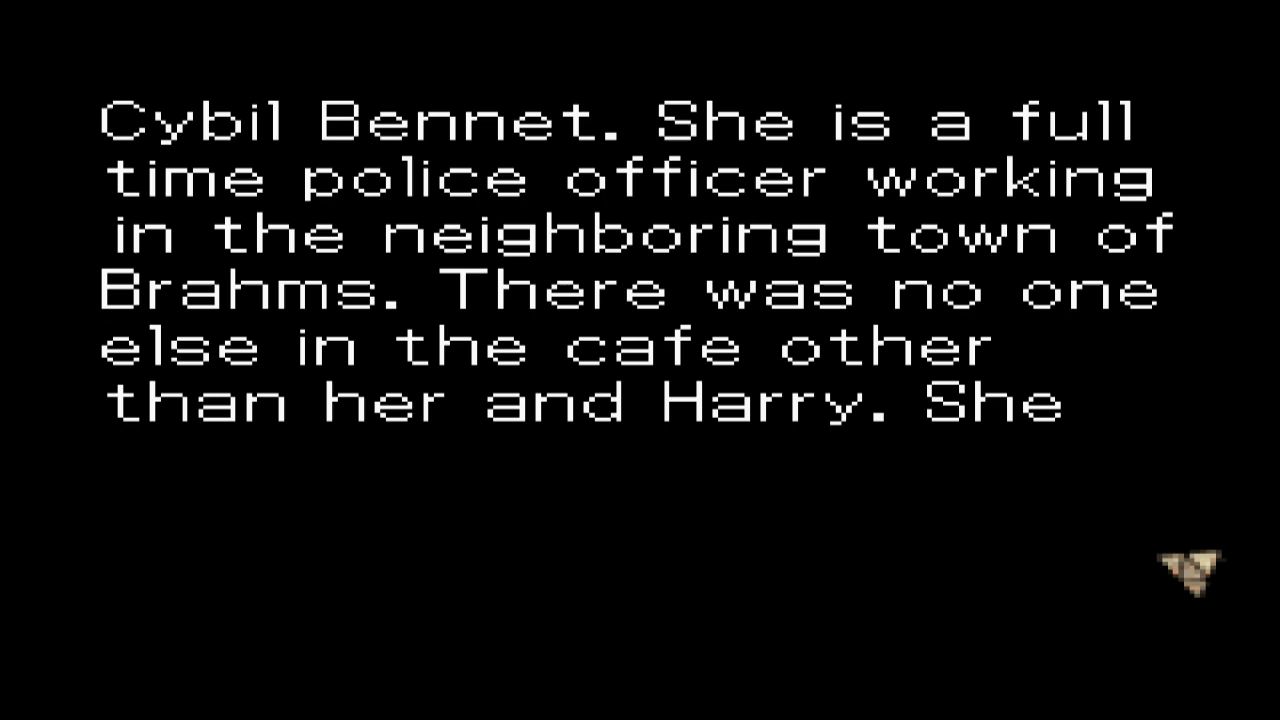 Cybil Bennet. She is a full
time police officer working
in the neighboring town of
Brahms. There was no one
else in the cafe other
than her and Harry. She